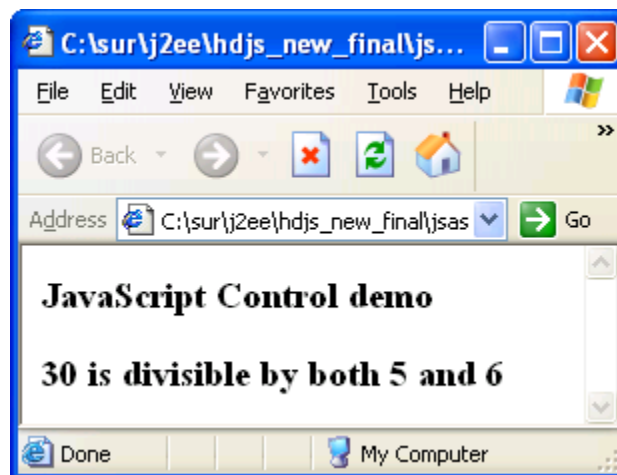 C:\sur\j2ee\hdjs_new_final\js...
File Edit View Favorites Tools Help
Back »
Address C:\sur\j2ee\hdjs_new_final\jsas Go
JavaScript Control demo
30 is divisible by both 5 and 6
Done My Computer